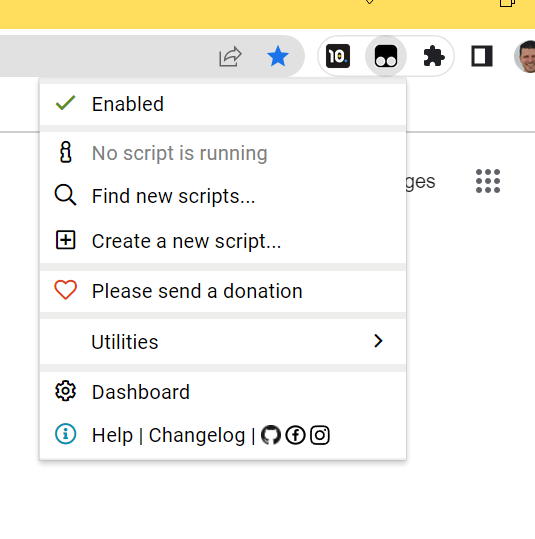 10.
Enabled
No script is running
ges
Find new scripts...
Create a new script...
Please send a donation
Utilities
Dashboard
Help | Changelog |